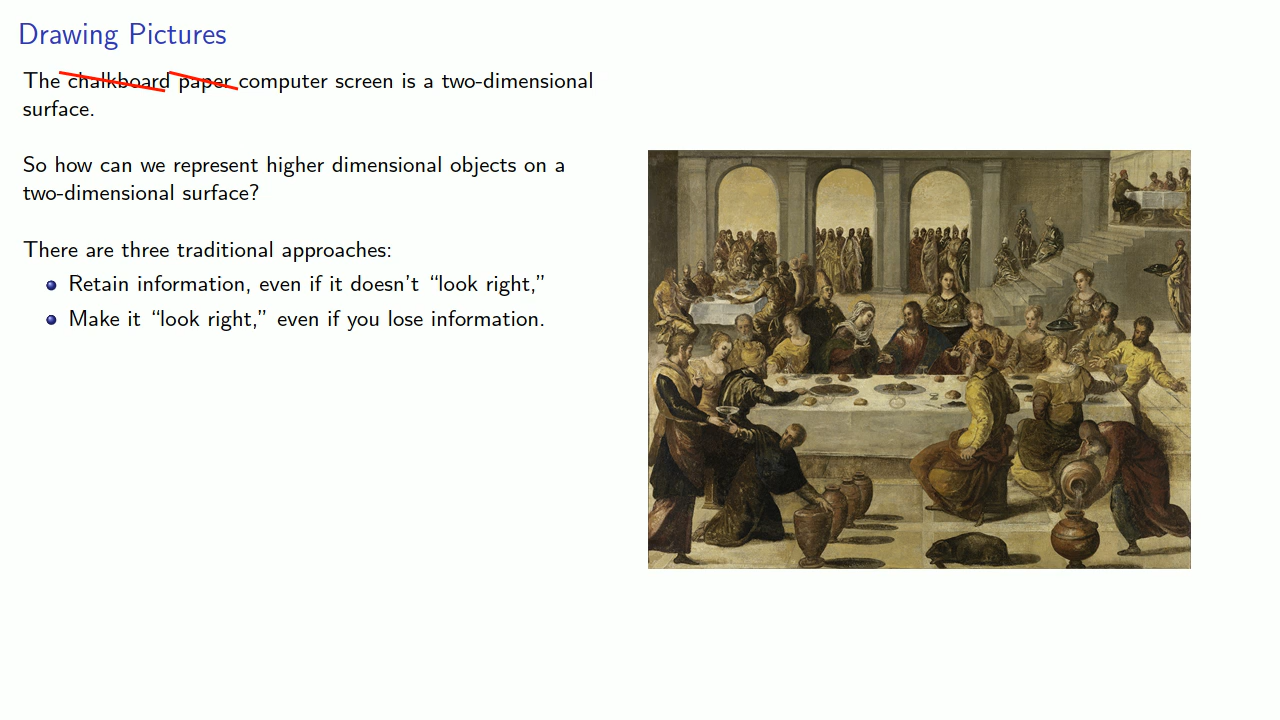 Drawing Pictures
The chalkboard paper computer screen is a two-dimensional
surface.
So how can we represent higher dimensional objects on a
two-dimensional surface?
There are three traditional approaches:
Retain information, even if it doesn't “look right,”
Make it “look right,” even if you lose information.